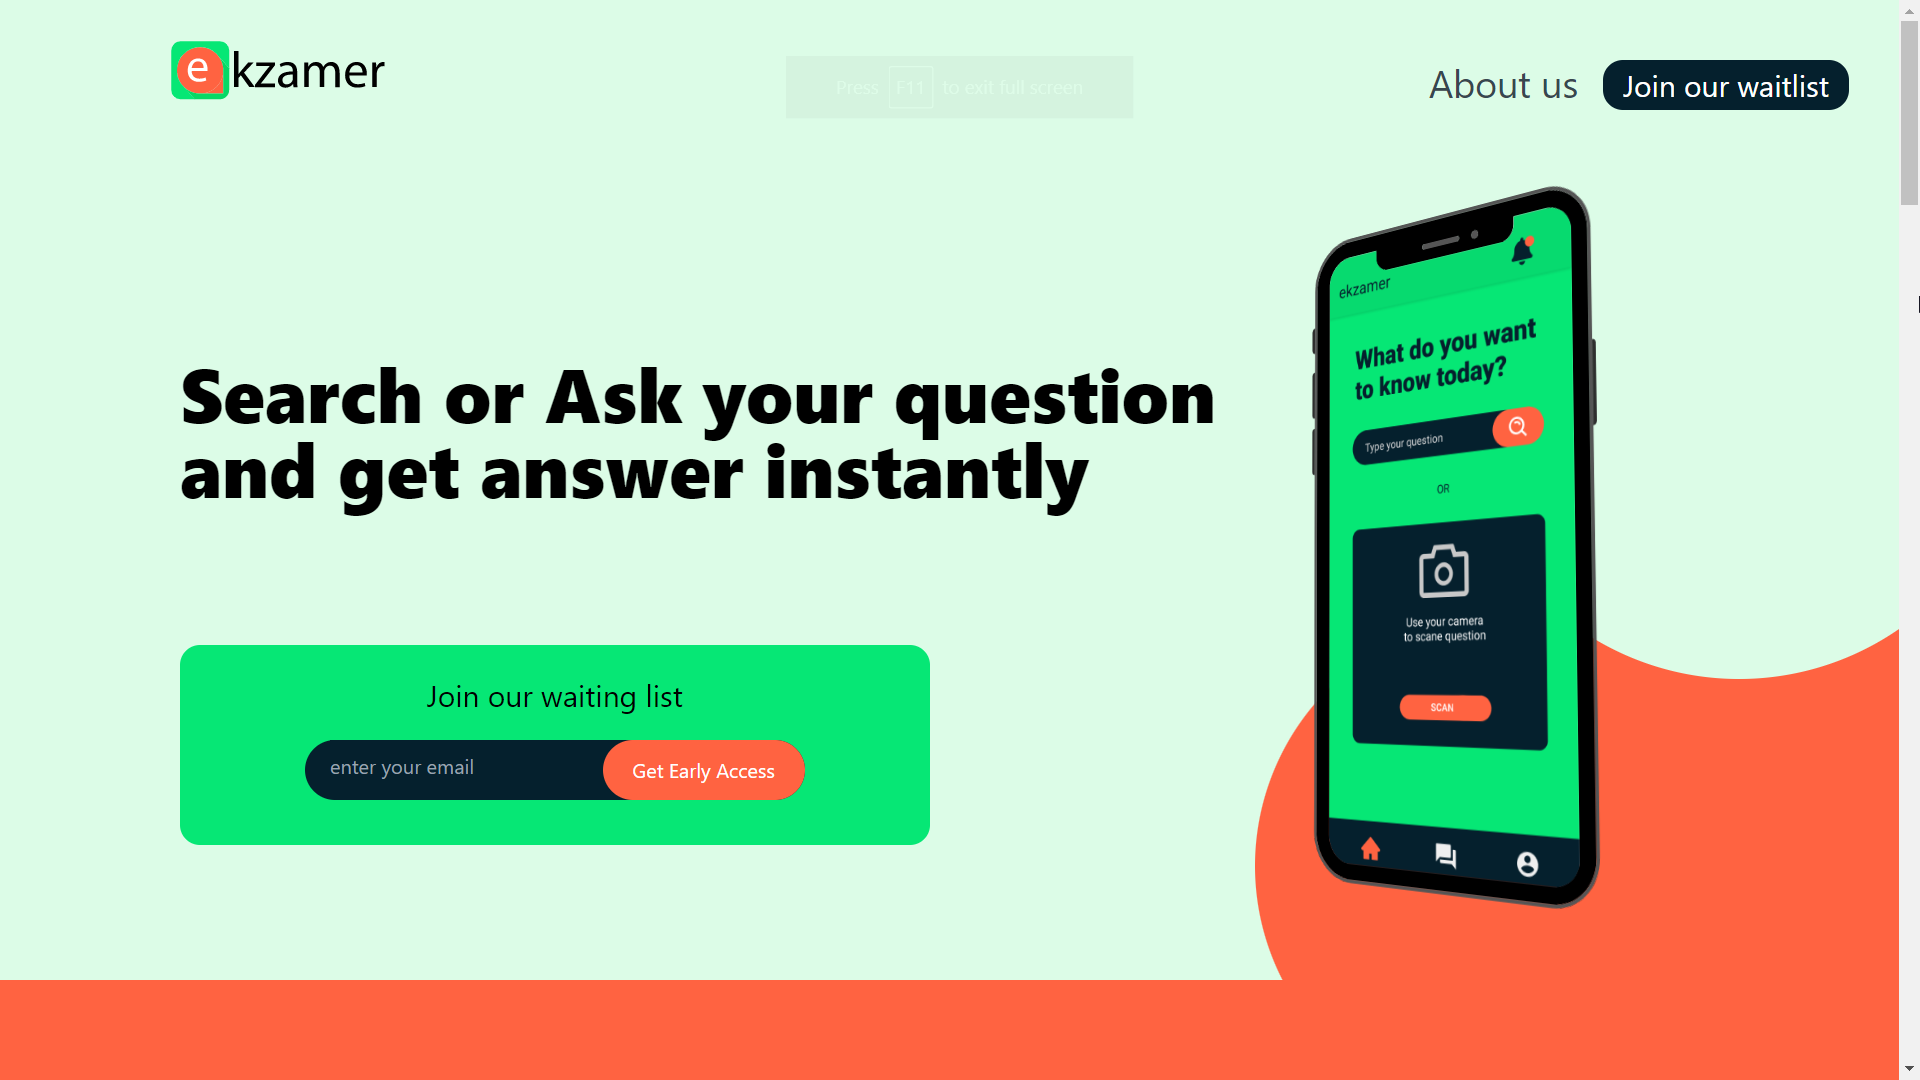 ekzamer
Press F11 to exit full screen
About us
Join our waitlist
Search or Ask your question
and get answer instantly
Join our waiting list
enter your email
Get Early Access
ekzamer
What do you want
to know today?
Type your question
OR
Use your camera
to scane question
SCAN